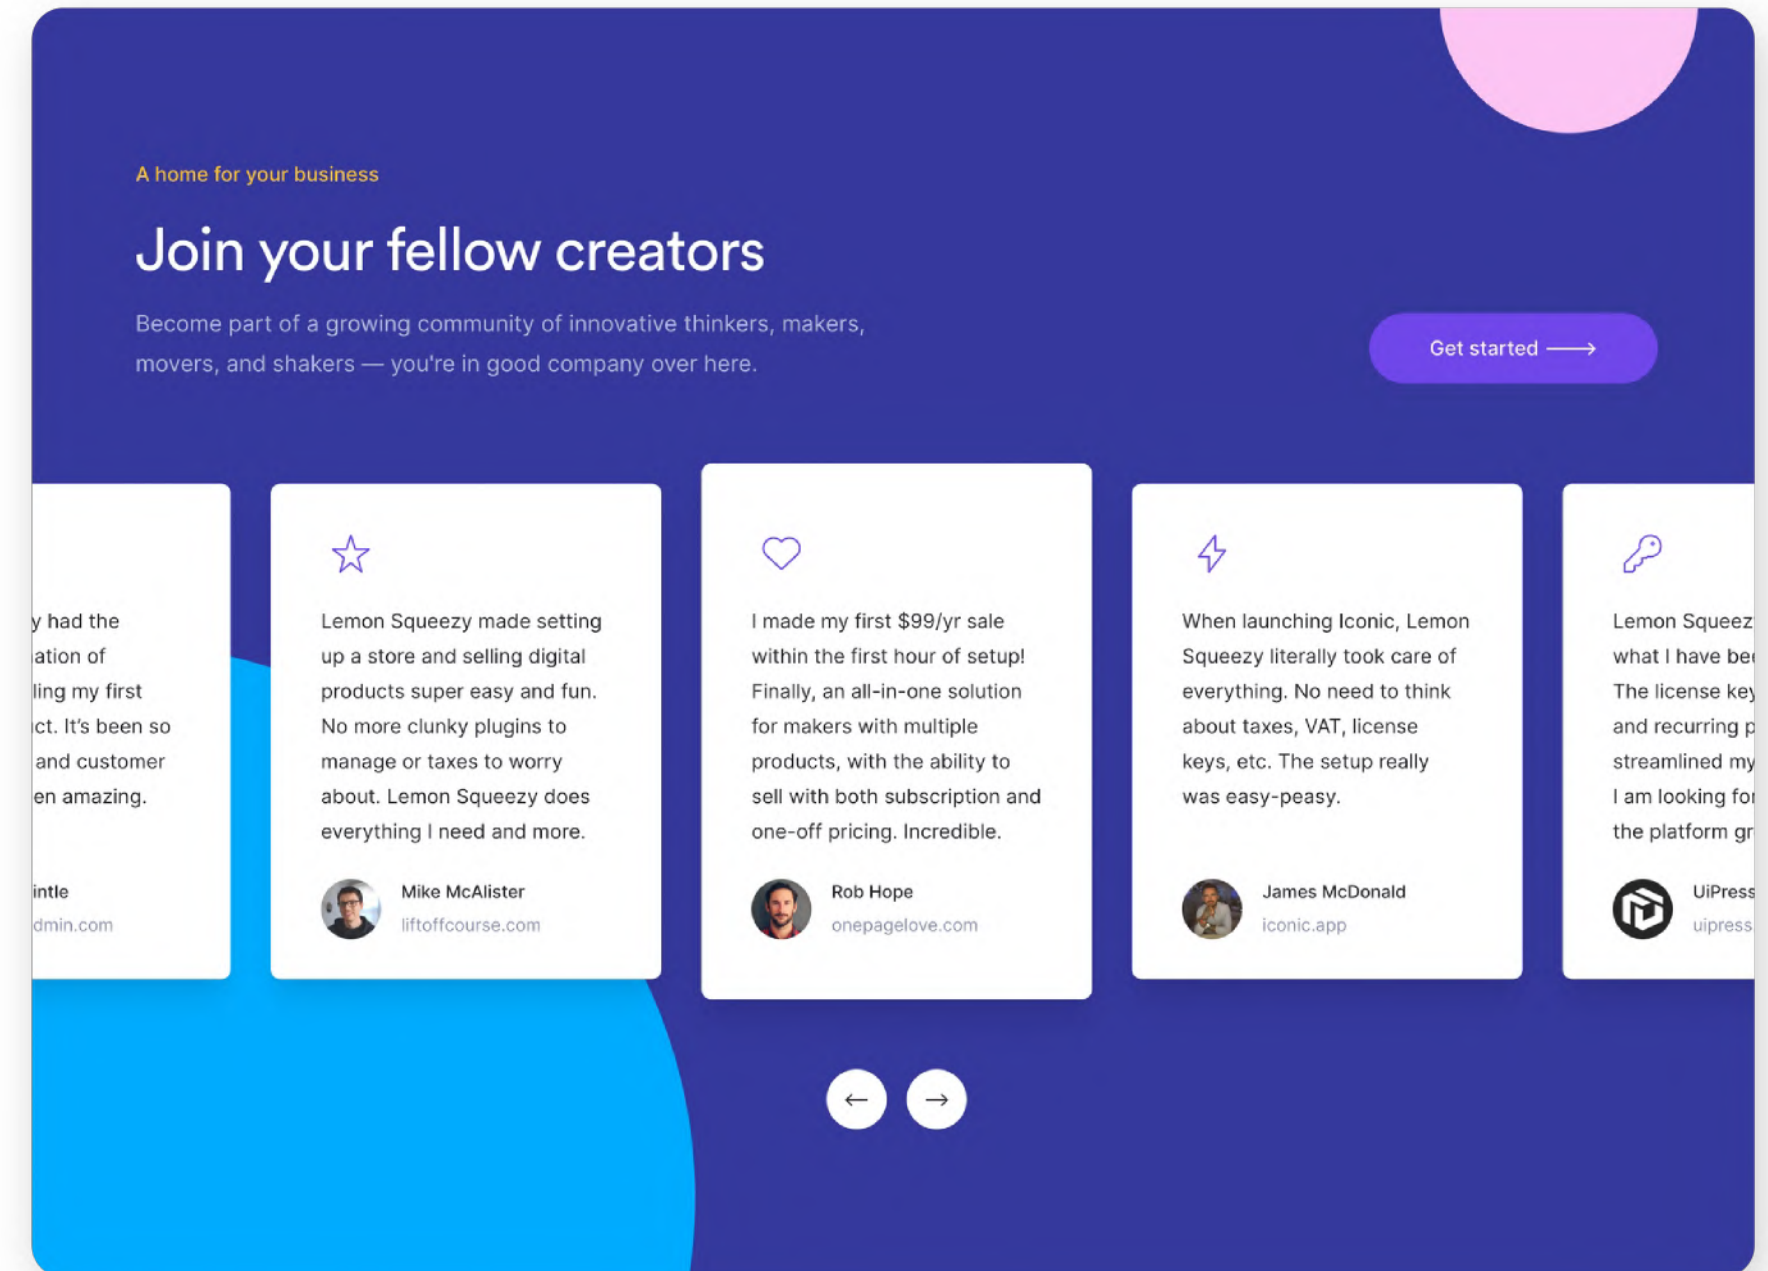 A home for your business
Join your fellow creators
Become part of a growing community of innovative thinkers, makers,
movers, and shakers — you're in good company over here.
Get started
y had the
ation of
ling my first
ct. It’s been so
and customer
en amazing.
intle
dmin.com
Lemon Squeezy made setting
up a store and selling digital
products super easy and fun.
No more clunky plugins to
manage or taxes to worry
about. Lemon Squeezy does
everything I need and more.
Mike McAlister
liftoffcourse.com
I made my first $99/yr sale
within the first hour of setup!
Finally, an all-in-one solution
for makers with multiple
products, with the ability to
sell with both subscription and
one-off pricing. Incredible.
Rob Hope
onepagelove.com
When launching Iconic, Lemon
Squeezy literally took care of
everything. No need to think
about taxes, VAT, license
keys, etc. The setup really
was easy-peasy.
James McDonald
iconic.app
Lemon Squeez
what I have be
The license key
and recurring p
streamlined my
I am looking for
the platform gr
UiPress
uipress.